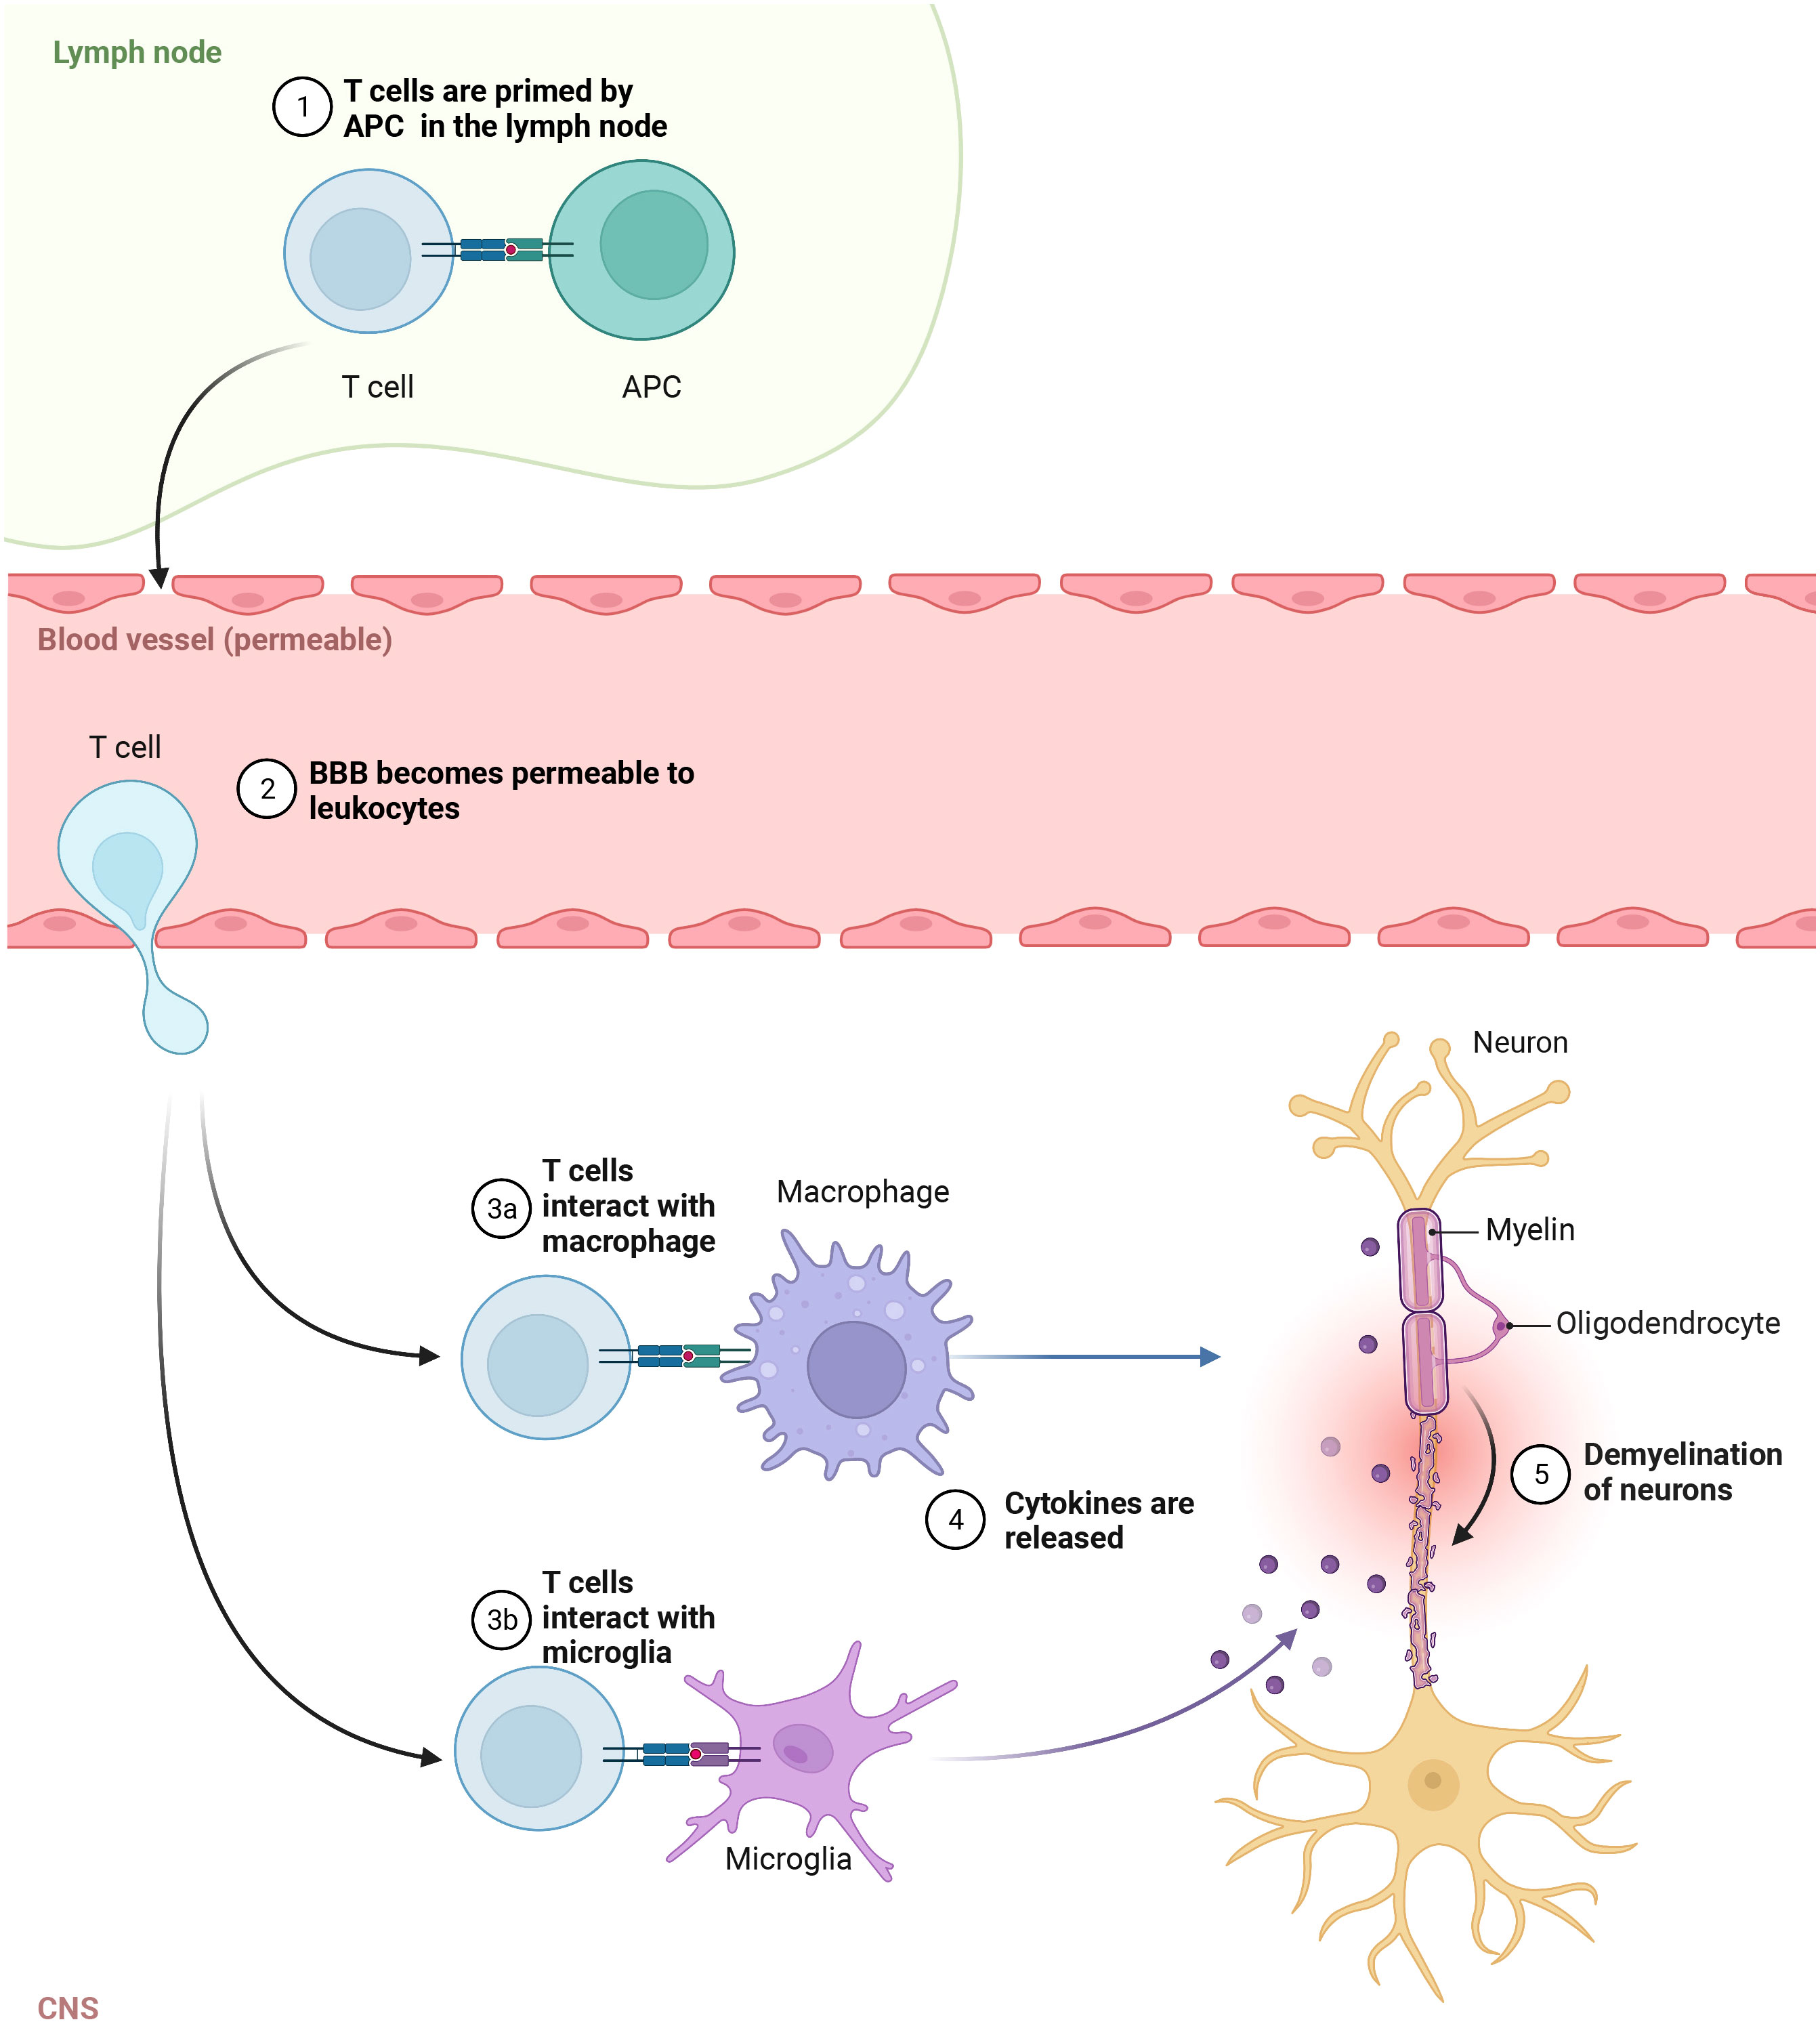 Lymph node
1
T cells are primed by
APC in the lymph node
T cell
APC
Blood vessel (permeable)
T cell
2
BBB becomes permeable to
leukocytes
Neuron
3a
T cells
interact with
macrophage
Macrophage
Myelin
Oligodendrocyte
4
Cytokines are
released
5
Demyelination
of neurons
3b
T cells
interact with
microglia
Microglia
CNS